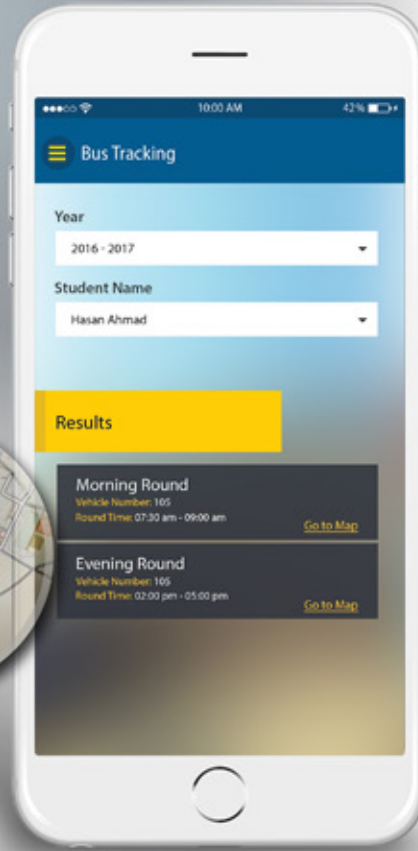 10:00 AM
42%
Bus Tracking
Year
2016 - 2017
Student Name
Hasan Ahmad
Results
Morning Round
Vehicle Number: 105
Round Time: 07:30 am - 09:00 am
Go to Map
Evening Round
Vehicle Number: 105
Round Time: 02:00 pm - 05:00 pm
Go to Map